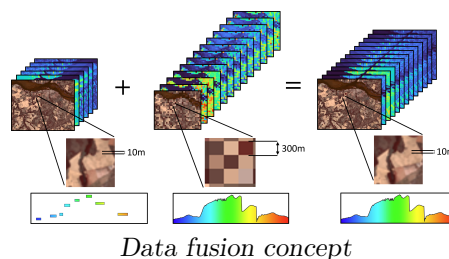 +
=
10m
300m
10m
Data fusion concept